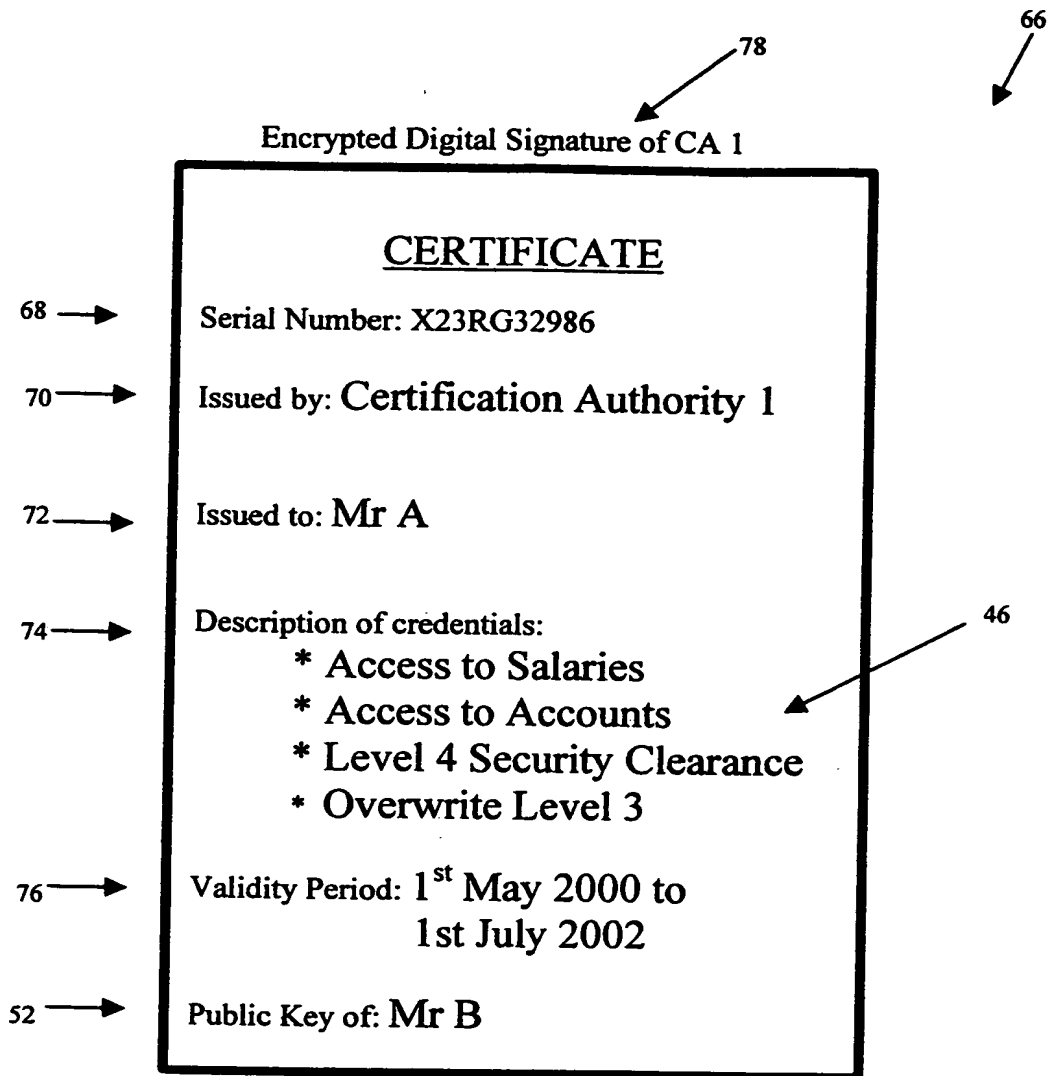 66
78
Encrypted Digital Signature of CA 1
CERTIFICATE
68
Serial Number: X23RG32986
70
Issued by: Certification Authority 1
72
Issued to: Mr A
74
Description of credentials:
46
* Access to Salaries
* Access to Accounts
* Level 4 Security Clearance
* Overwrite Level 3
76
Validity Period: 1st May 2000 to
1st July 2002
52
Public Key of: Mr B